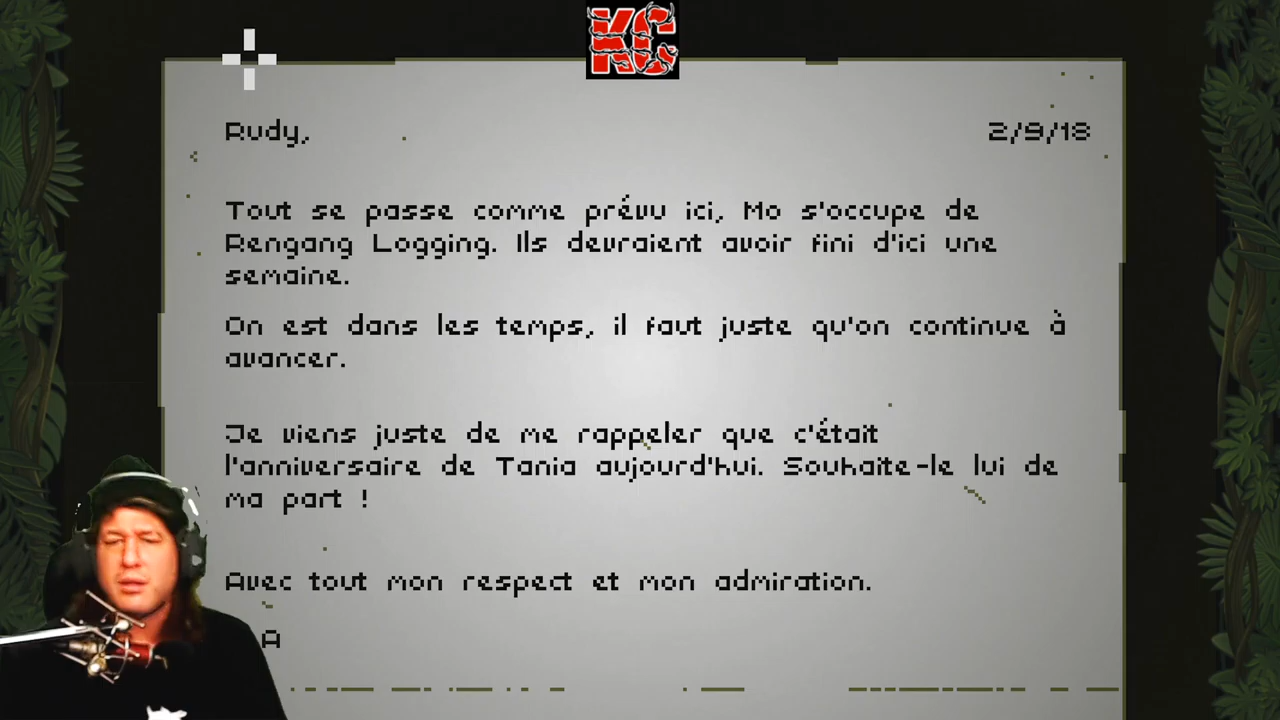 KC
Rudy,
2/9/18
Tout se passe comme prévu ici, Mo s'occupe de
Rengang Logging. Ils devraient avoir fini d'ici une
semaine.
On est dans les temps, il faut juste qu'on continue à
avancer.
Je viens juste de me rappeler que c'était
l'anniversaire de Tania aujourd'hui. Souhaite-le lui de
ma part !
Avec tout mon respect et mon admiration.
A